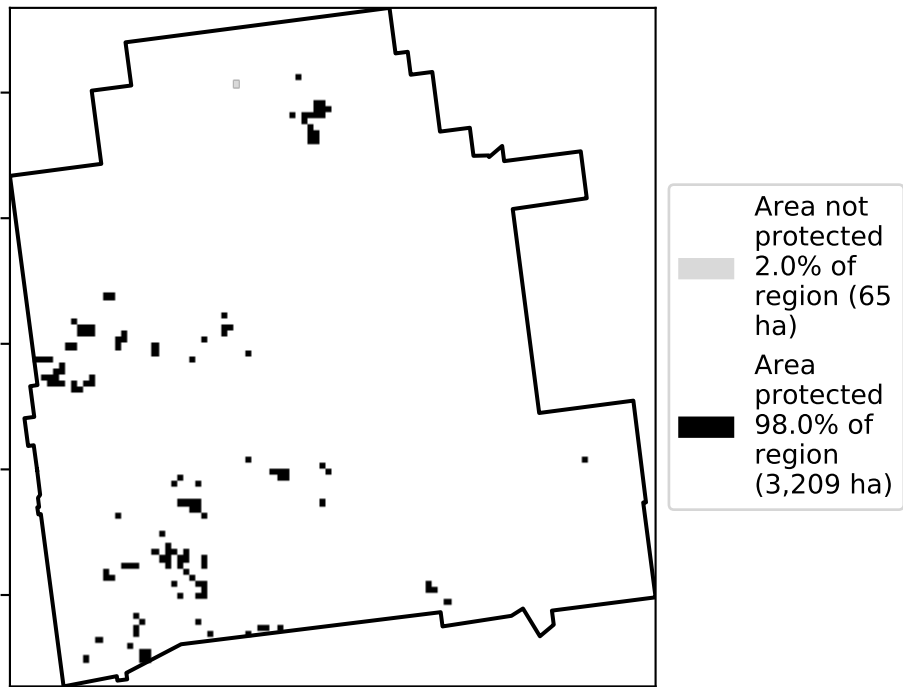 Area not
protected
2.0% of
region (65
ha)
Area
protected
98.0% of
region
(3,209 ha)